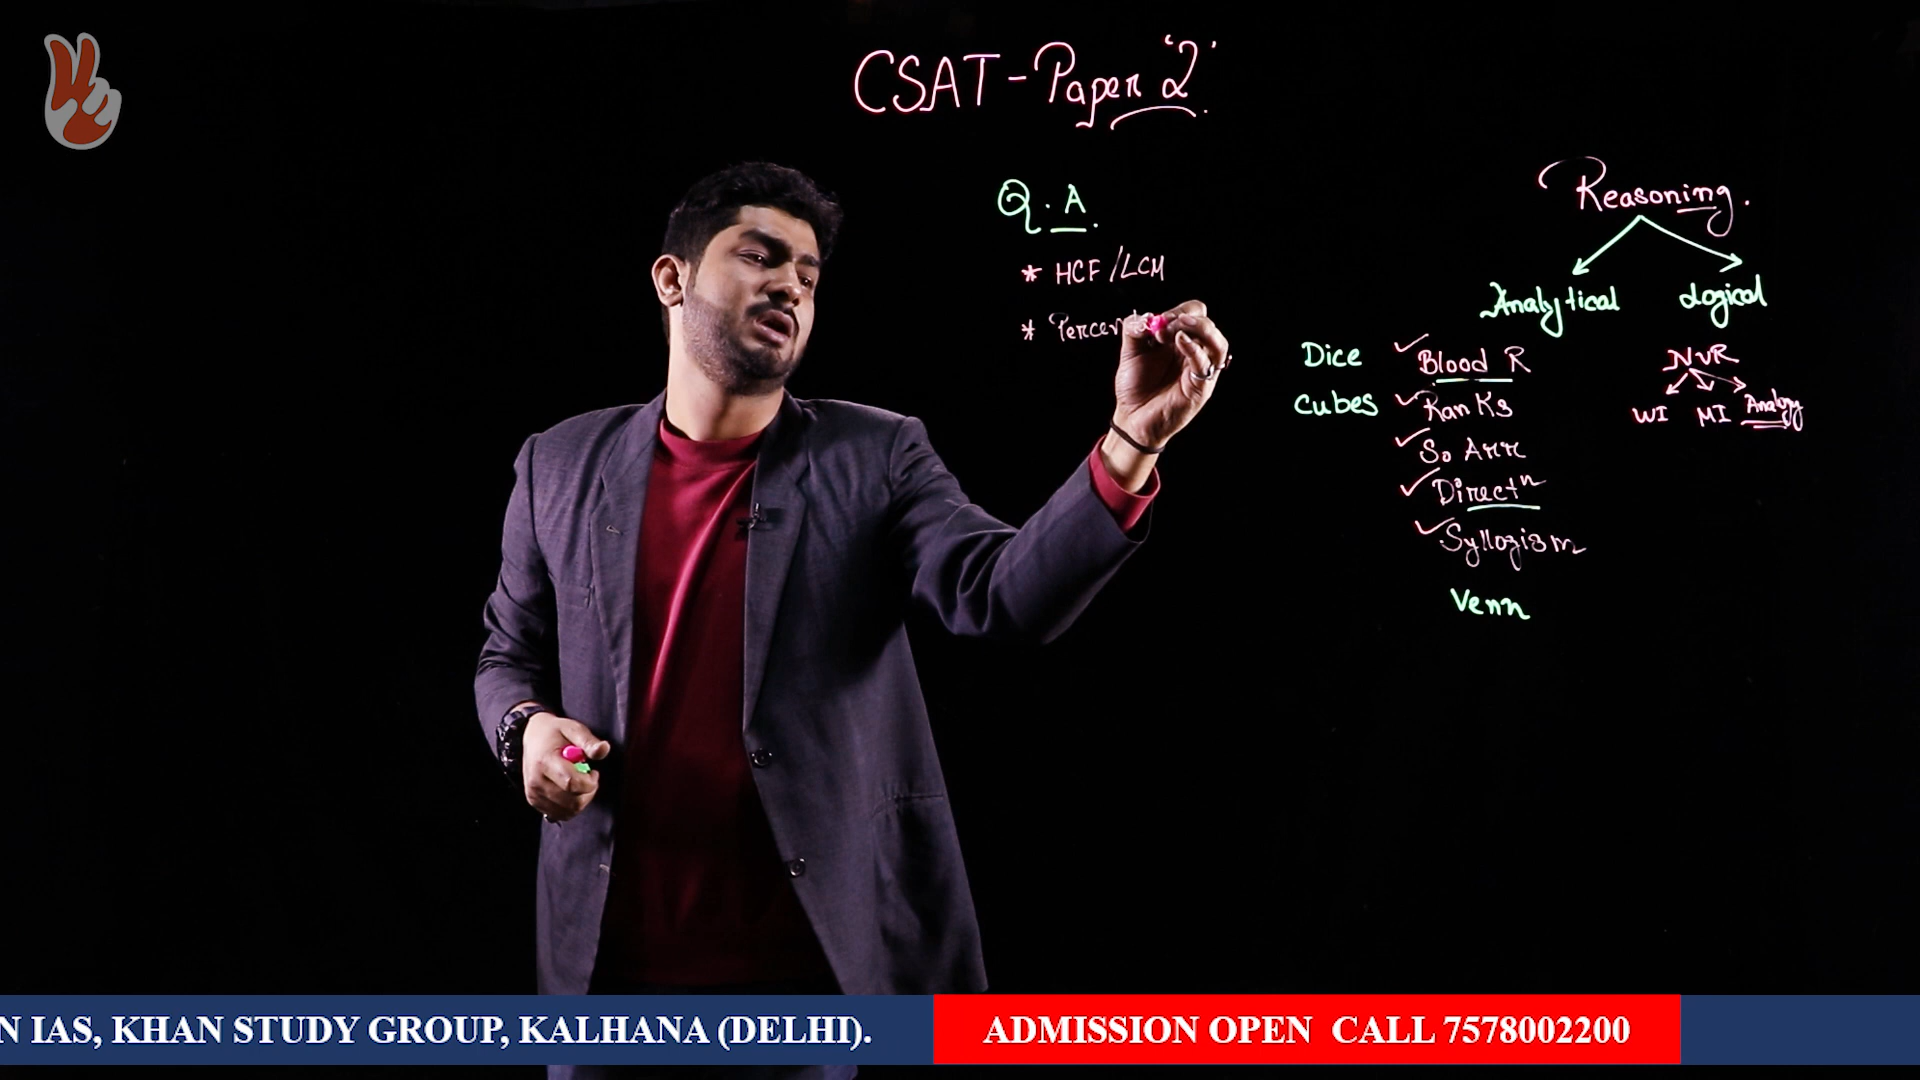 CSAT - Paper '2'.
Q. A.
* HCF/LCM
*
Reasoning.
Analytical Logical
Dice
Cubes
Blood R
Ranks
So Arr
Directn
Syllogism
Venn
NVR
WI MI Analogy
N IAS, KHAN STUDY GROUP, KALHANA (DELHI).
ADMISSION OPEN CALL 7578002200